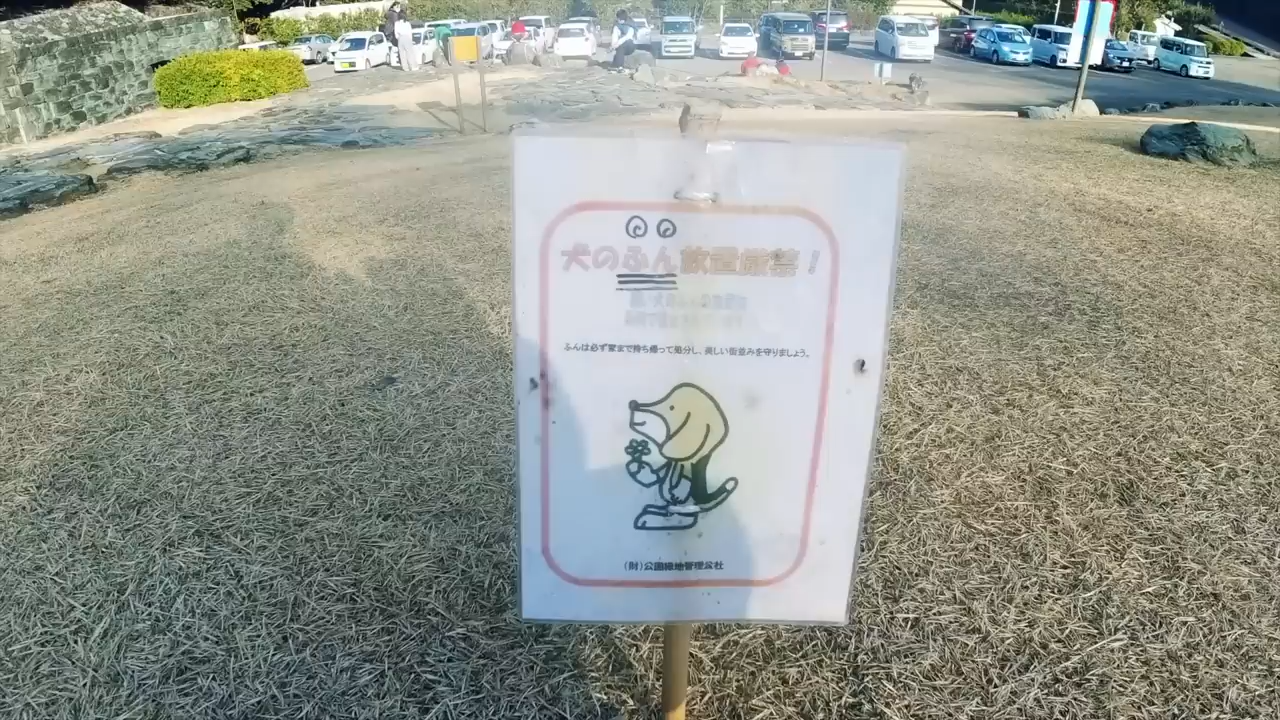 犬のふん放置厳禁！
ふんは必ず家まで持ち帰って処分し、美しい街並みを守りましょう。
（財）公園緑地管理公社